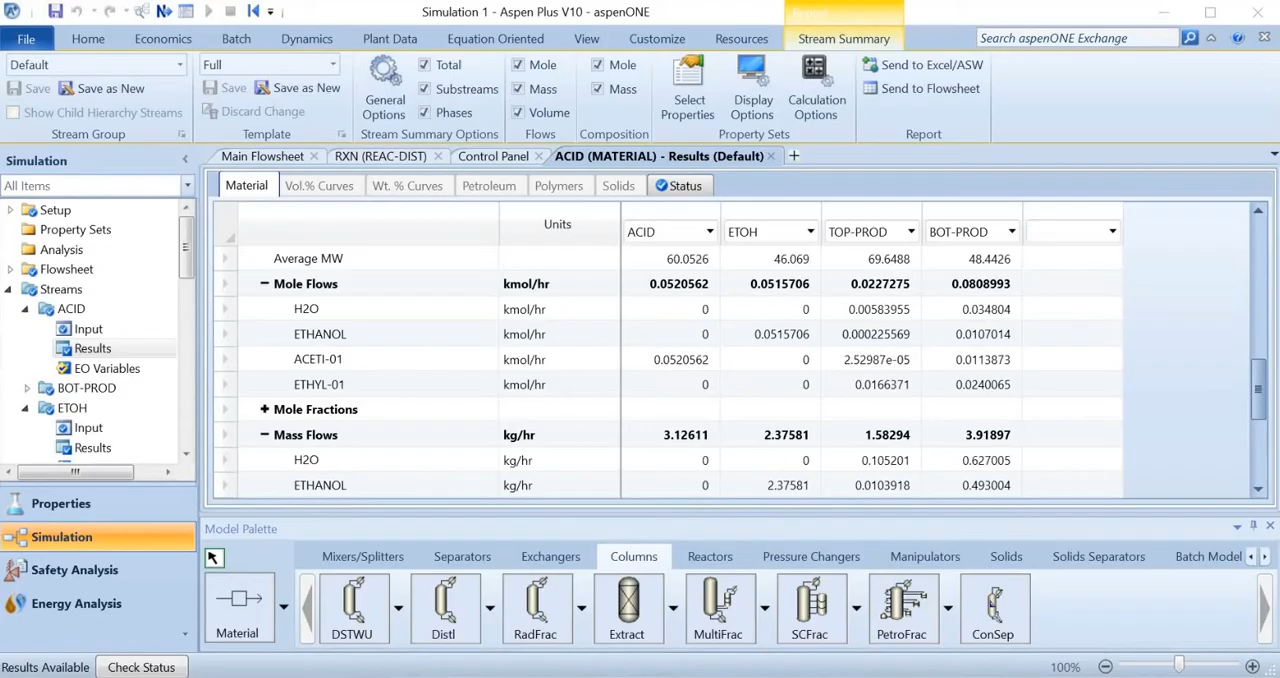 Simulation 1 - Aspen Plus V10 - aspenONE
File Home Economics Batch Dynamics Plant Data Equation Oriented View Customize Resources Stream Summary Search aspenONE Exchange
Default Full Total Mole Mole Send to Excel/ASW
Save Save as New Save Save as New Substreams Mass Mass Send to Flowsheet
Show Child Hierarchy Streams Discard Change General Options Phases Volume Select Properties Display Options Calculation Options
Stream Group Template Stream Summary Options Flows Composition Property Sets Report
Simulation Main Flowsheet RXN (REAC-DIST) Control Panel ACID (MATERIAL) - Results (Default)
All Items Material Vol.% Curves Wt. % Curves Petroleum Polymers Solids Status
Setup
Property Sets
Analysis
Flowsheet
Streams
ACID
Input
Results
EO Variables
BOT-PROD
ETOH
Input
Results
Units ACID ETOH TOP-PROD BOT-PROD
Average MW 60.0526 46.069 69.6488 48.4426
Mole Flows kmol/hr 0.0520562 0.0515706 0.0227275 0.0808993
H2O kmol/hr 0 0 0.00583955 0.034804
ETHANOL kmol/hr 0 0.0515706 0.000225569 0.0107014
ACETI-01 kmol/hr 0.0520562 0 2.52987e-05 0.0113873
ETHYL-01 kmol/hr 0 0 0.0166371 0.0240065
Mole Fractions
Mass Flows kg/hr 3.12611 2.37581 1.58294 3.91897
H2O kg/hr 0 0 0.105201 0.627005
ETHANOL kg/hr 0 2.37581 0.0103918 0.493004
Properties
Simulation
Safety Analysis
Energy Analysis
Model Palette
Mixers/Splitters Separators Exchangers Columns Reactors Pressure Changers Manipulators Solids Solids Separators Batch Model
Material DSTWU Distl RadFrac Extract MultiFrac SCFrac PetroFrac ConSep
Results Available Check Status 100%